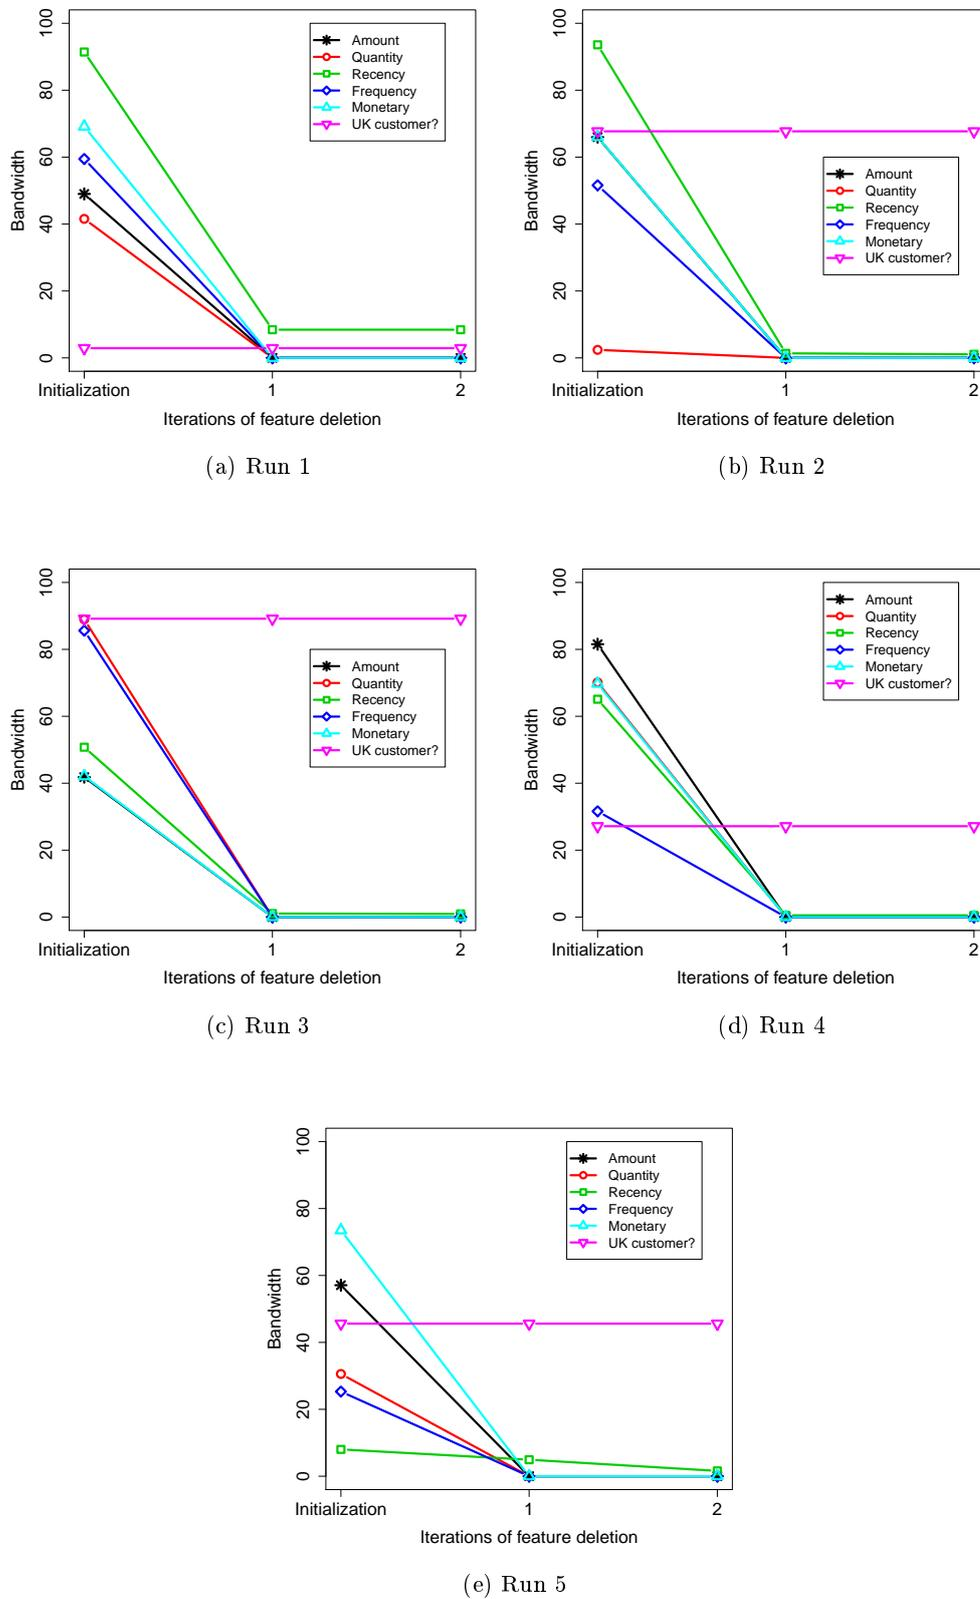 100
80
60
40
20
0
Bandwidth
Amount
Quantity
Recency
Frequency
Monetary
UK customer?
Initialization 1 2
Iterations of feature deletion
(a) Run 1
100
80
60
40
20
0
Bandwidth
Amount
Quantity
Recency
Frequency
Monetary
UK customer?
Initialization 1 2
Iterations of feature deletion
(b) Run 2
100
80
60
40
20
0
Bandwidth
Amount
Quantity
Recency
Frequency
Monetary
UK customer?
Initialization 1 2
Iterations of feature deletion
(c) Run 3
100
80
60
40
20
0
Bandwidth
Amount
Quantity
Recency
Frequency
Monetary
UK customer?
Initialization 1 2
Iterations of feature deletion
(d) Run 4
100
80
60
40
20
0
Bandwidth
Amount
Quantity
Recency
Frequency
Monetary
UK customer?
Initialization 1 2
Iterations of feature deletion
(e) Run 5